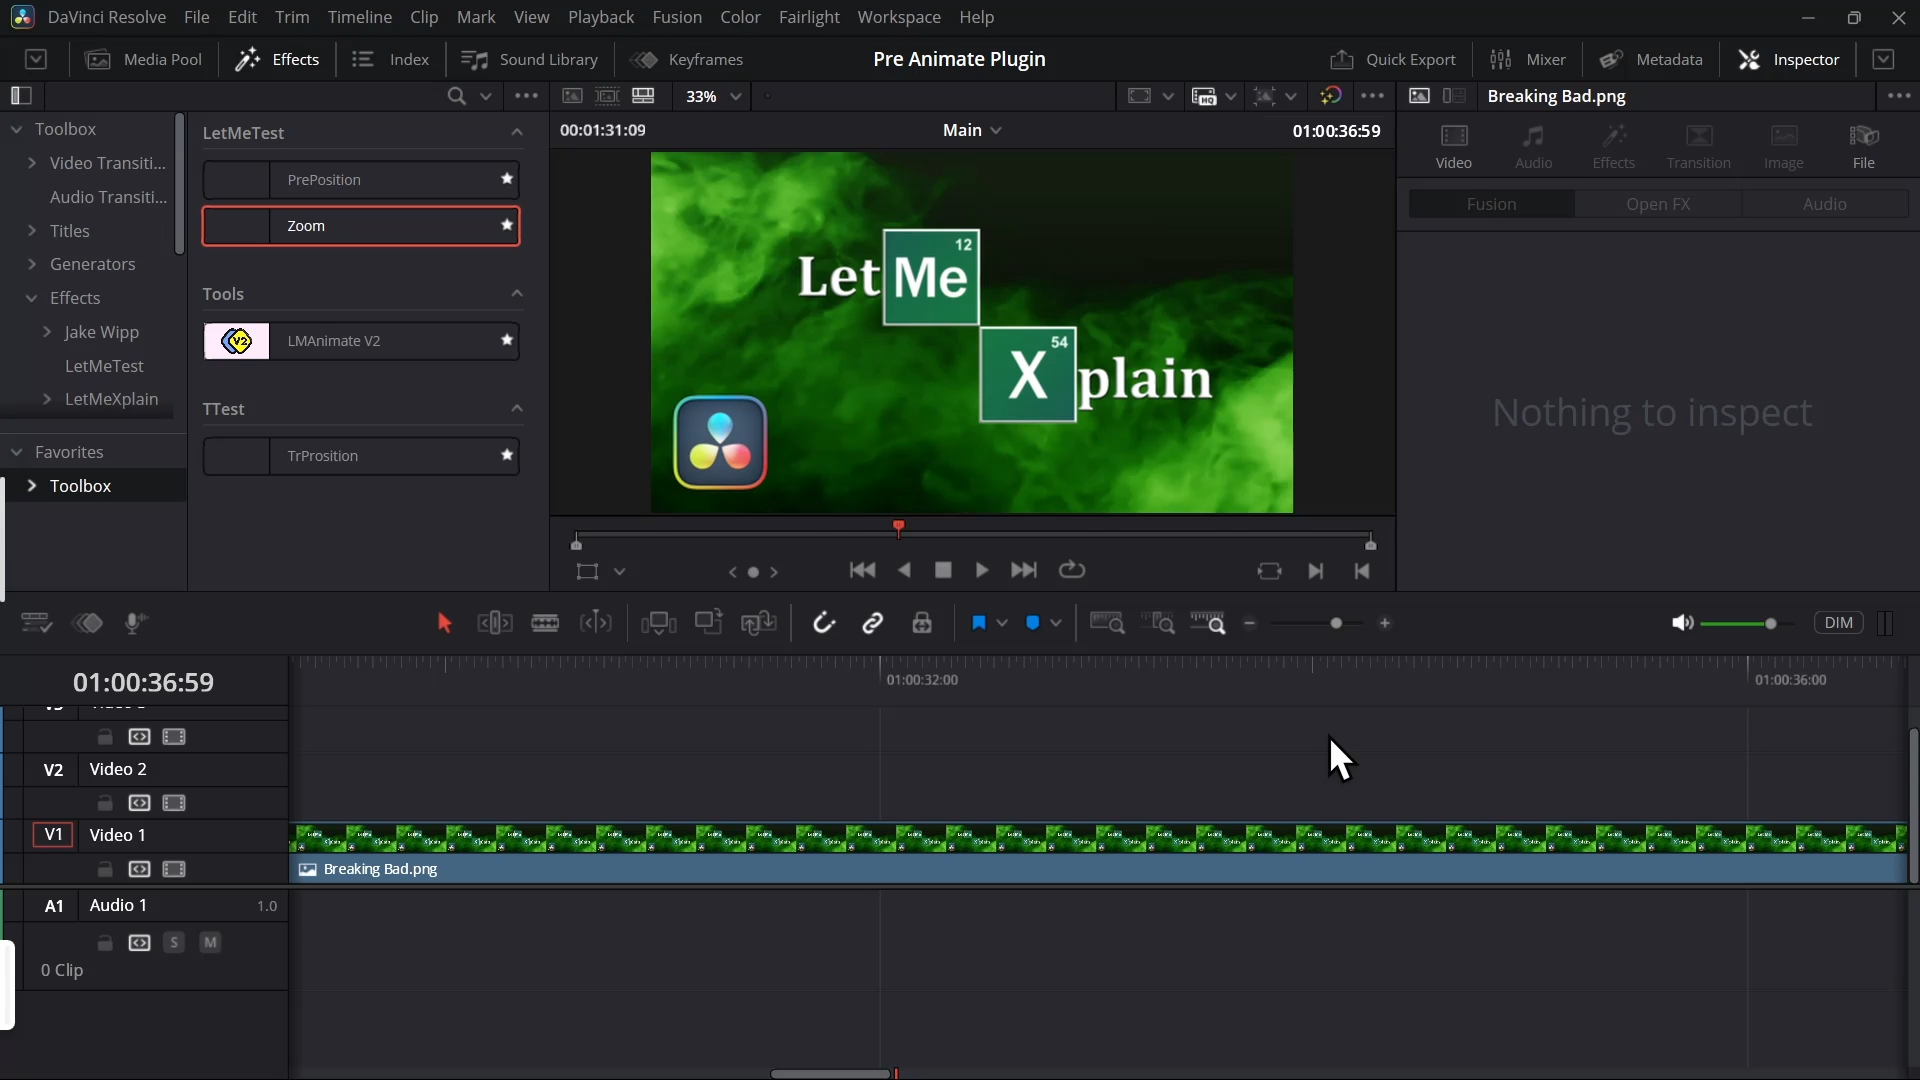 DaVinci Resolve File Edit Trim Timeline Clip Mark View Playback Fusion Color Fairlight Workspace Help
Media Pool Effects Index Sound Library Keyframes Pre Animate Plugin Quick Export Mixer Metadata Inspector
33% Breaking Bad.png
Toolbox
Video Transiti...
Audio Transiti...
Titles
Generators
Effects
Jake Wipp
LetMeTest
LetMeXplain
Favorites
Toolbox
LetMeTest
PrePosition
Zoom
Tools
V2 LMAnimate V2
TTest
TrProsition
00:01:31:09 Main 01:00:36:59
Let Me 12
X 54 plain
Video Audio Effects Transition Image File
Fusion Open FX Audio
Nothing to inspect
DIM
01:00:36:59
01:00:32:00 01:00:36:00
V2 Video 2
V1 Video 1
Breaking Bad.png
A1 Audio 1 1.0
S M
0 Clip